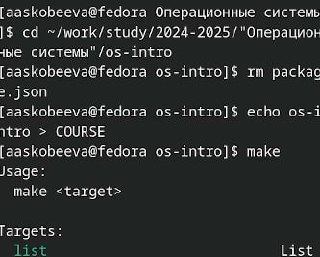 [aaskobeeva@fedora Операционные системы
]$ cd ~/work/study/2024-2025/"Операцион
ные системы"/os-intro
[aaskobeeva@fedora os-intro]$ rm packag
e.json
[aaskobeeva@fedora os-intro]$ echo os-i
ntro > COURSE
[aaskobeeva@fedora os-intro]$ make
Usage:
  make <target>

Targets:
  list                           List